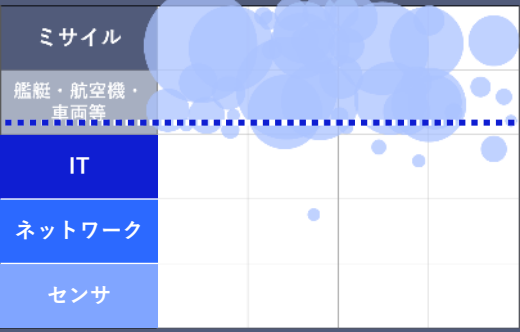 ミサイル
艦艇・航空機・
車両等
IT
ネットワーク
センサ